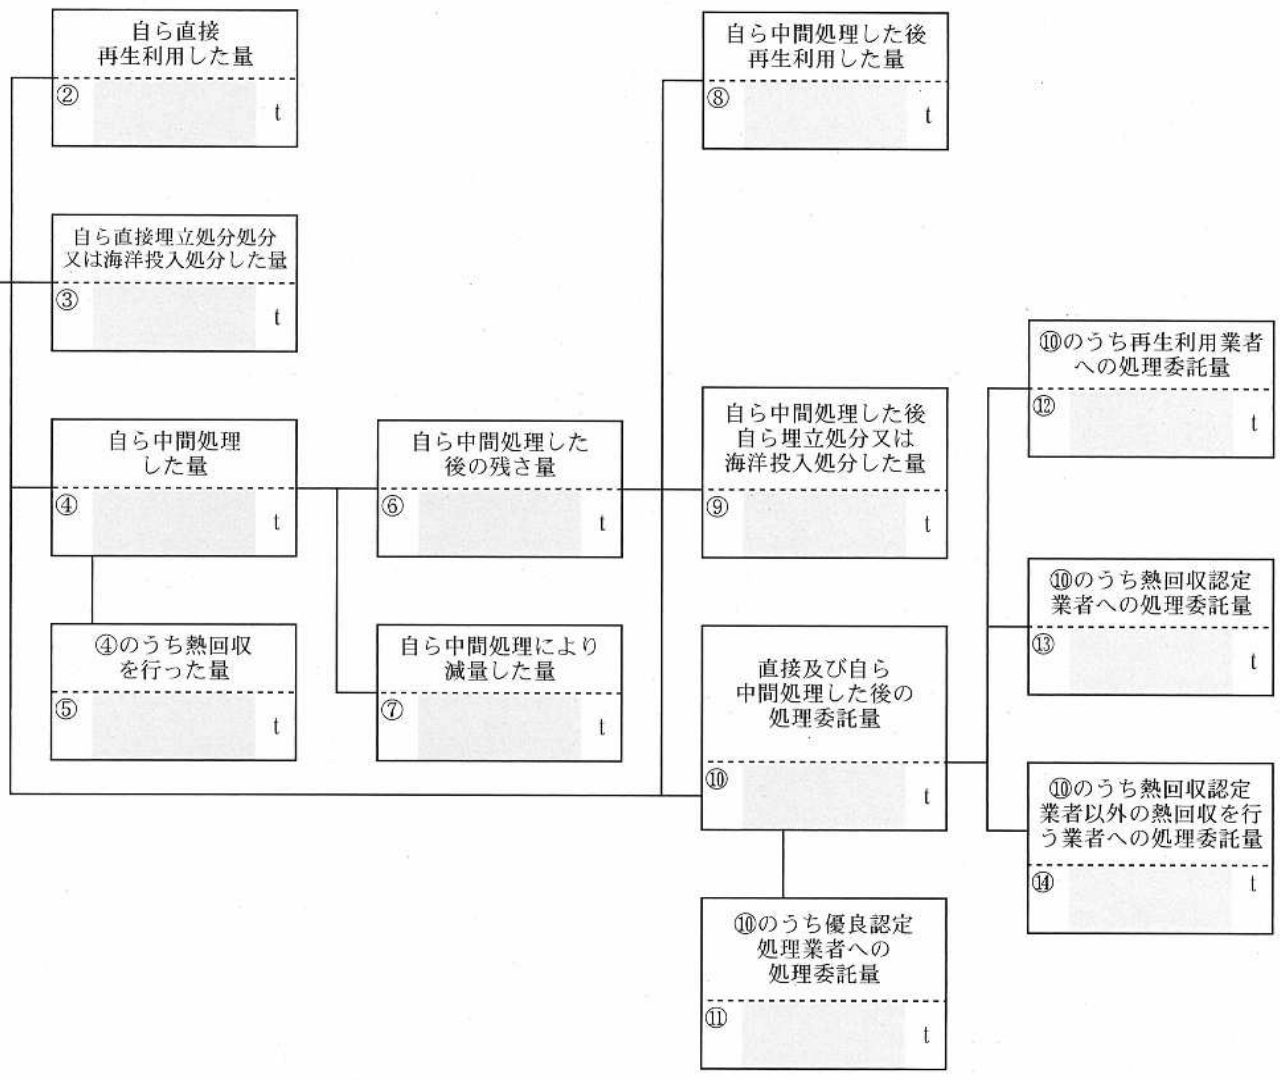 自ら直接
再生利用した量
② t
自ら直接埋立処分処分
又は海洋投入処分した量
③ t
自ら中間処理
した量
④ t
④のうち熱回収
を行った量
⑤ t
自ら中間処理した
後の残さ量
⑥ t
自ら中間処理により
減量した量
⑦ t
自ら中間処理した後
再生利用した量
⑧ t
自ら中間処理した後
自ら埋立処分又は
海洋投入処分した量
⑨ t
直接及び自ら
中間処理した後の
処理委託量
⑩ t
⑩のうち優良認定
処理業者への
処理委託量
⑪ t
⑩のうち再生利用業者
への処理委託量
⑫ t
⑩のうち熱回収認定
業者への処理委託量
⑬ t
⑩のうち熱回収認定
業者以外の熱回収を行
う業者への処理委託量
⑭ t